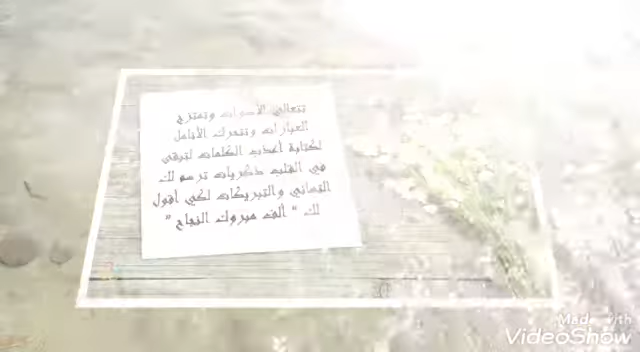 تتعالى الأصوات وتمتزج
العبارات وتتحرك الأنامل
لكتابة أعذب الكلمات لتبقى
في القلب ذكريات ترسم لك
التهاني والتبريكات لكي أقول
لك " ألف مبروك النجاح "
Made with
VideoShow